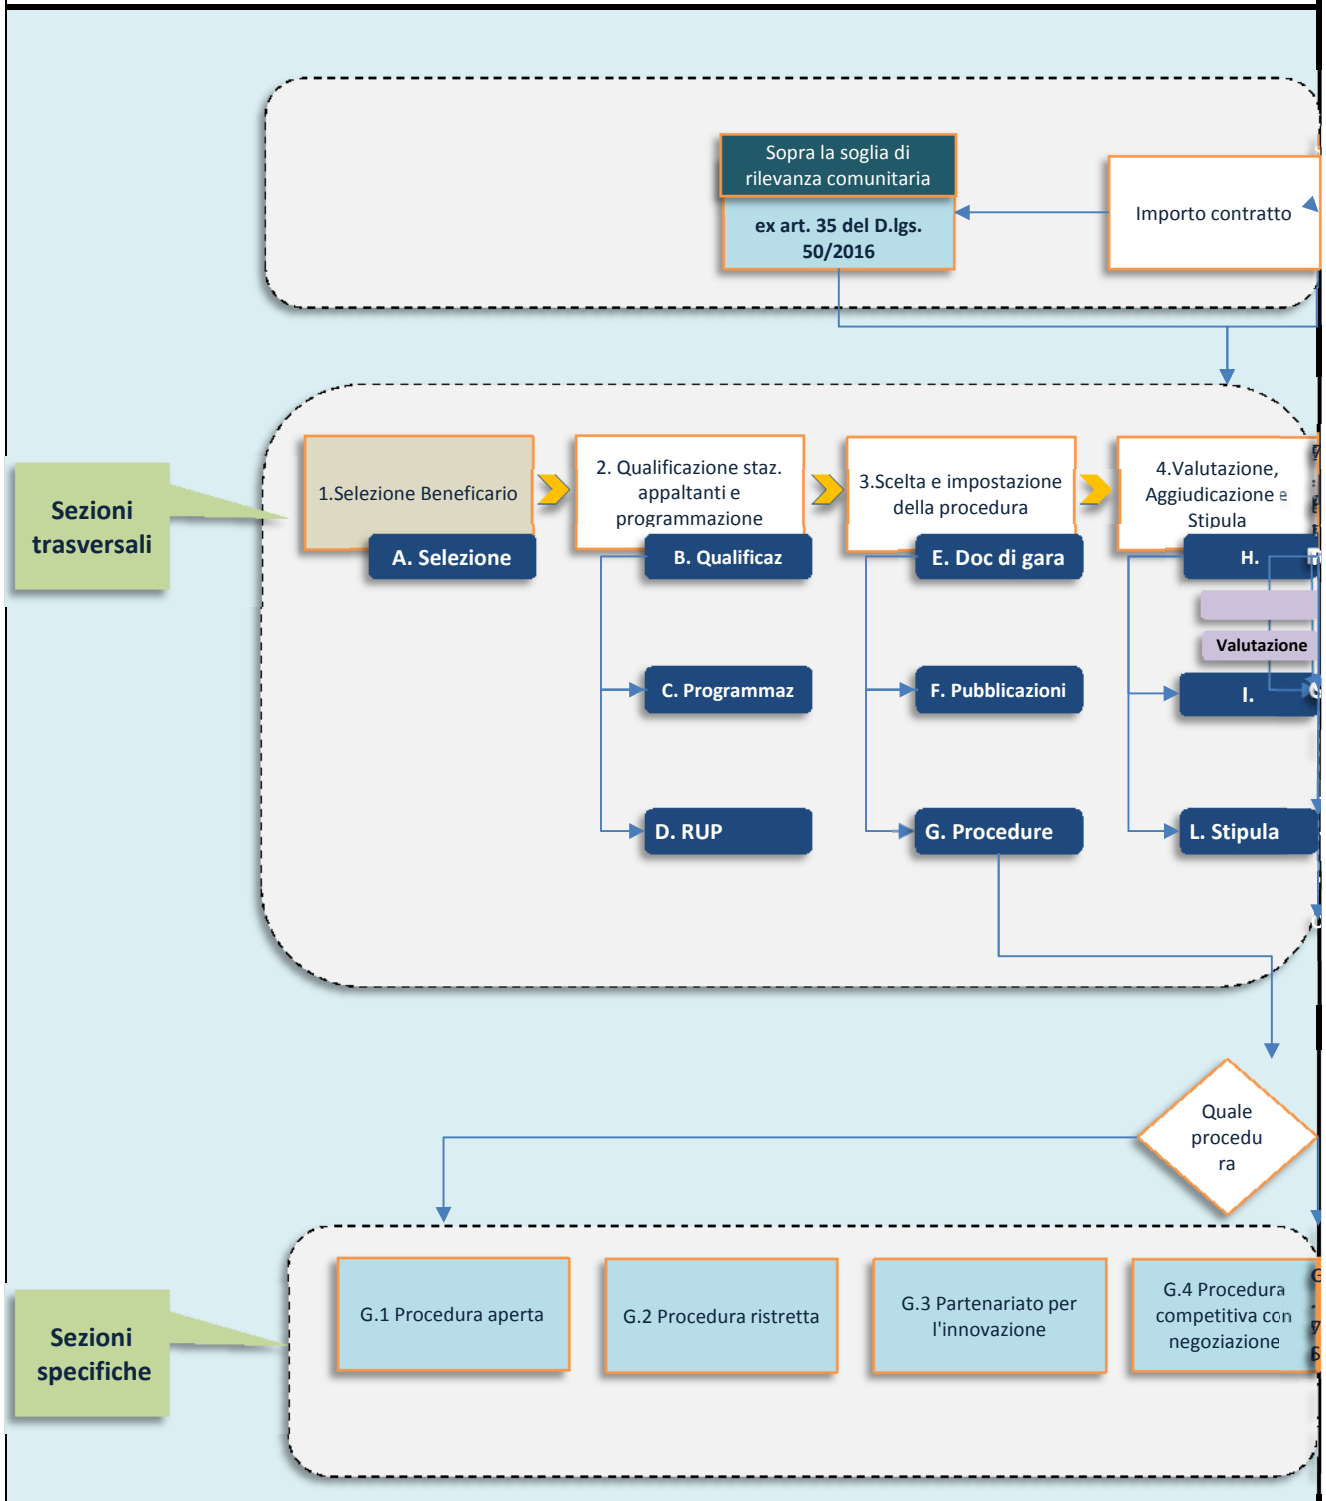 Sopra la soglia di
rilevanza comunitaria
ex art. 35 del D.lgs.
50/2016
Importo contratto
Sezioni
trasversali
1.Selezione Beneficario
2. Qualificazione staz.
appaltanti e
programmazione
3.Scelta e impostazione
della procedura
4.Valutazione,
Aggiudicazione e
Stipula
A. Selezione
B. Qualificaz
E. Doc di gara
H.
Valutazione
C. Programmaz
F. Pubblicazioni
I.
D. RUP
G. Procedure
L. Stipula
Quale
procedu
ra
Sezioni
specifiche
G.1 Procedura aperta
G.2 Procedura ristretta
G.3 Partenariato per
l'innovazione
G.4 Procedura
competitiva con
negoziazione